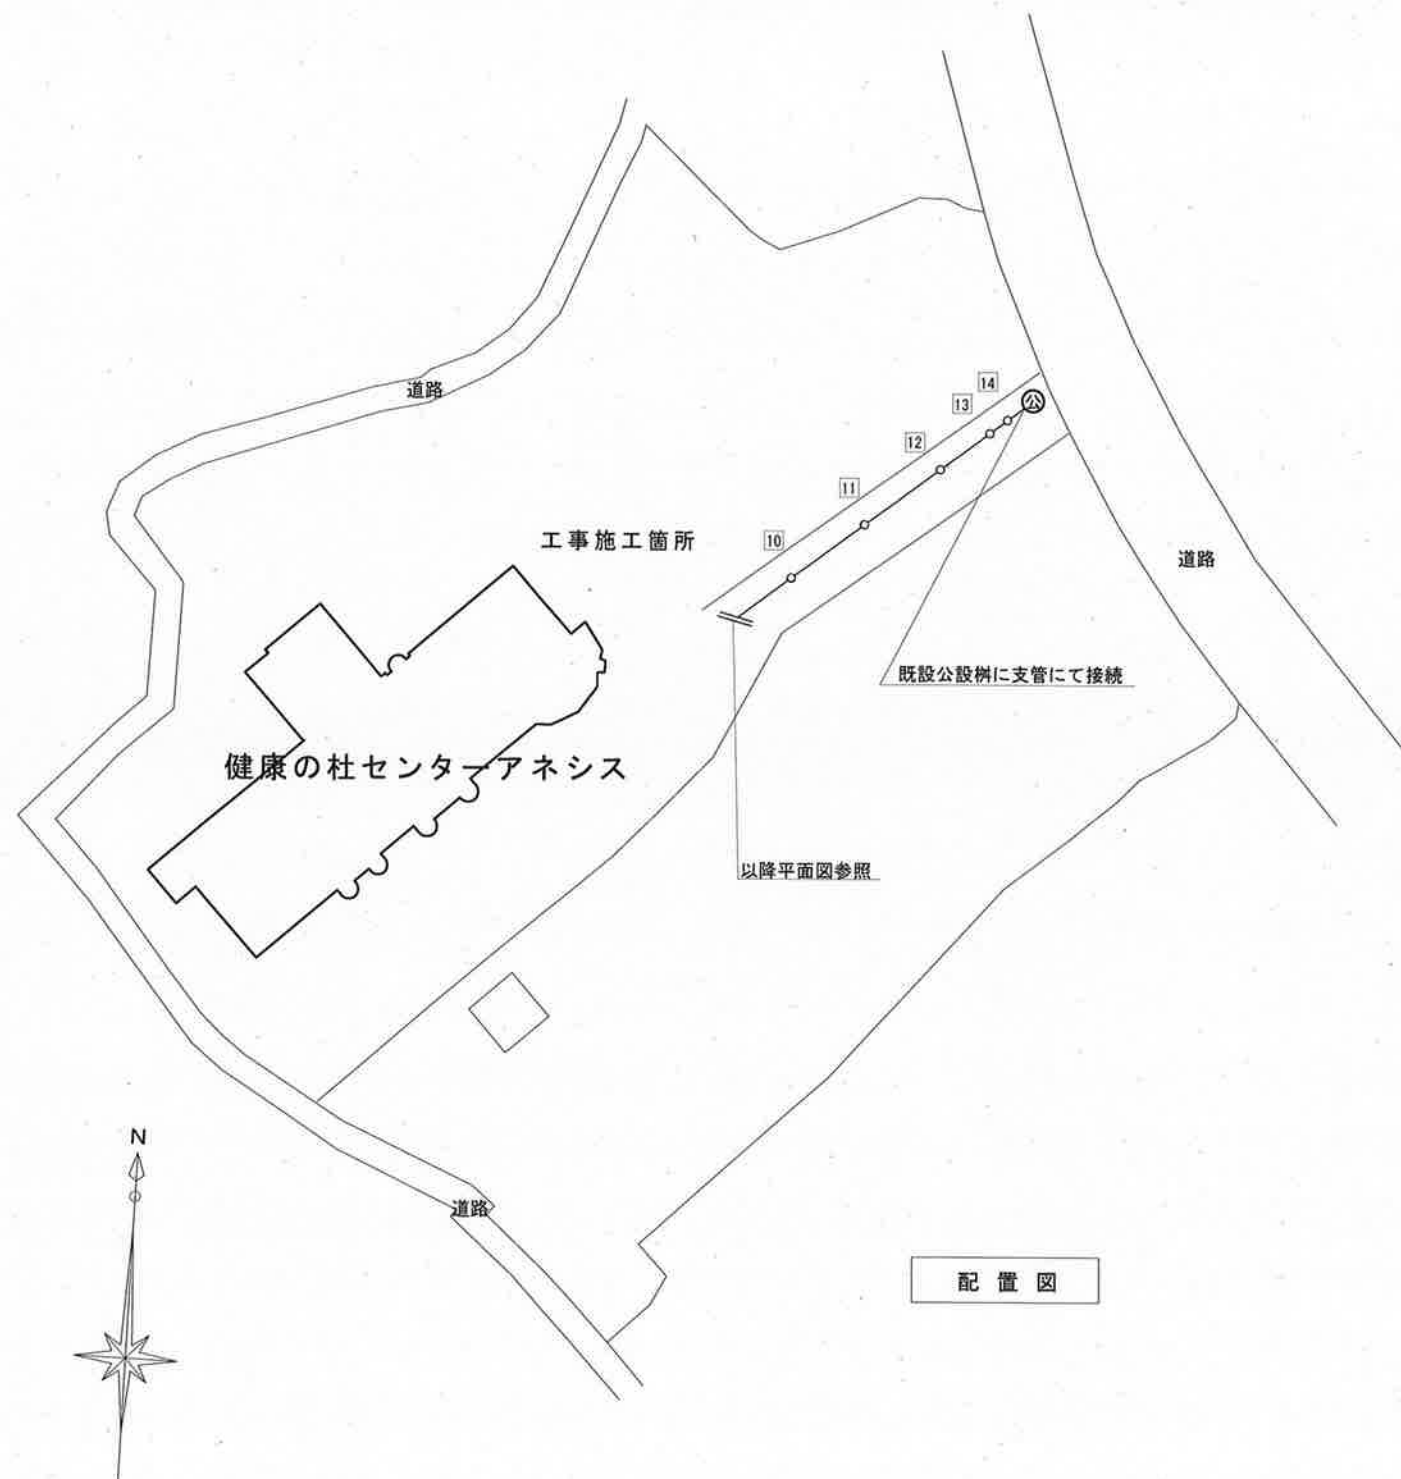 道路
14
公
13
12
11
工事施工箇所
10
道路
既設公設桝に支管にて接続
健康の杜センターアネシス
以降平面図参照
N
道路
配置図